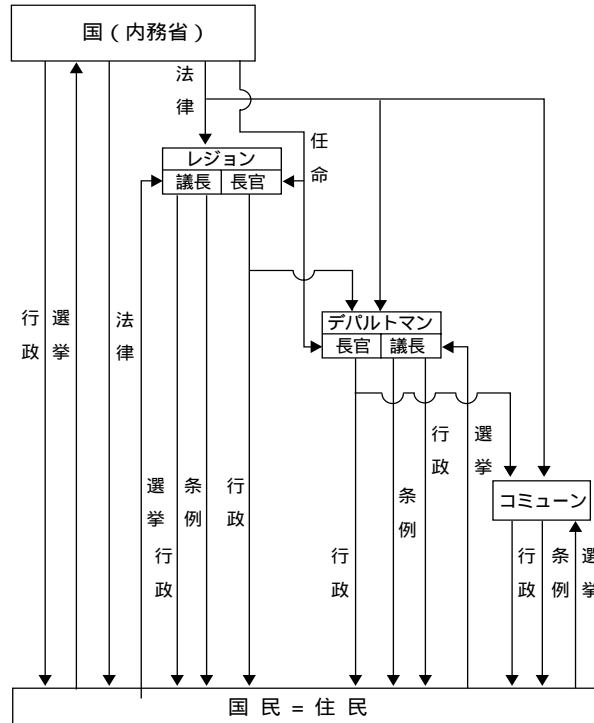 国（内務省）
法律
任命
レジョン
議長 長官
行政
選挙
法律
デパルトマン
長官 議長
選挙
行政
条例
行政
行政
条例
行政
選挙
コミューン
行政
条例
選挙
国 民 = 住 民